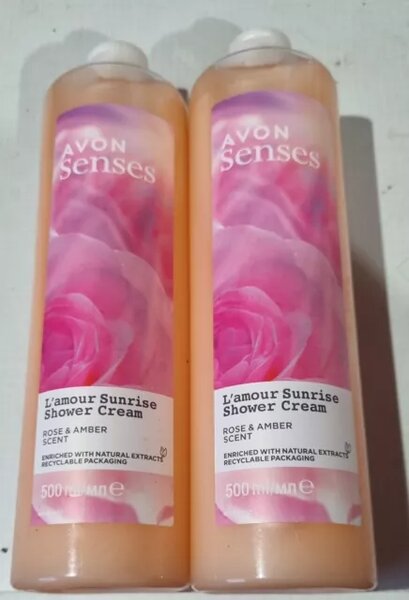 AVON
Senses
L'amour Sunrise
Shower Cream
ROSE & AMBER
SCENT
ENRICHED WITH NATURAL EXTRACTS
RECYCLABLE PACKAGING
500 ml/мл e
AVON
Senses
L'amour Sunrise
Shower Cream
ROSE & AMBER
SCENT
ENRICHED WITH NATURAL EXTRACTS
RECYCLABLE PACKAGING
500 ml/мл e